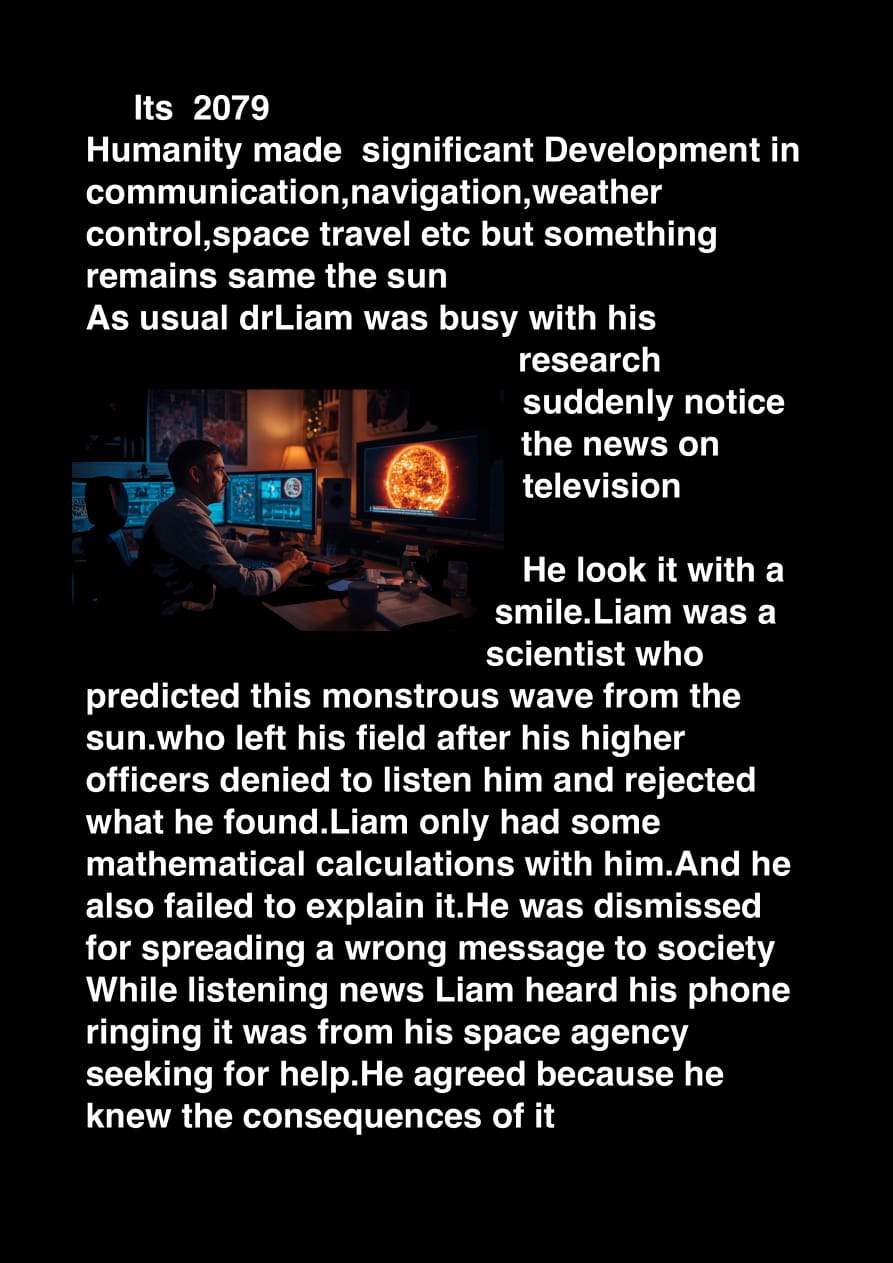 Its  2079
Humanity made  significant Development in
communication,navigation,weather
control,space travel etc but something
remains same the sun
As usual drLiam was busy with his
research
suddenly notice
the news on
television
He look it with a
smile.Liam was a
scientist who
predicted this monstrous wave from the
sun.who left his field after his higher
officers denied to listen him and rejected
what he found.Liam only had some
mathematical calculations with him.And he
also failed to explain it.He was dismissed
for spreading a wrong message to society
While listening news Liam heard his phone
ringing it was from his space agency
seeking for help.He agreed because he
knew the consequences of it